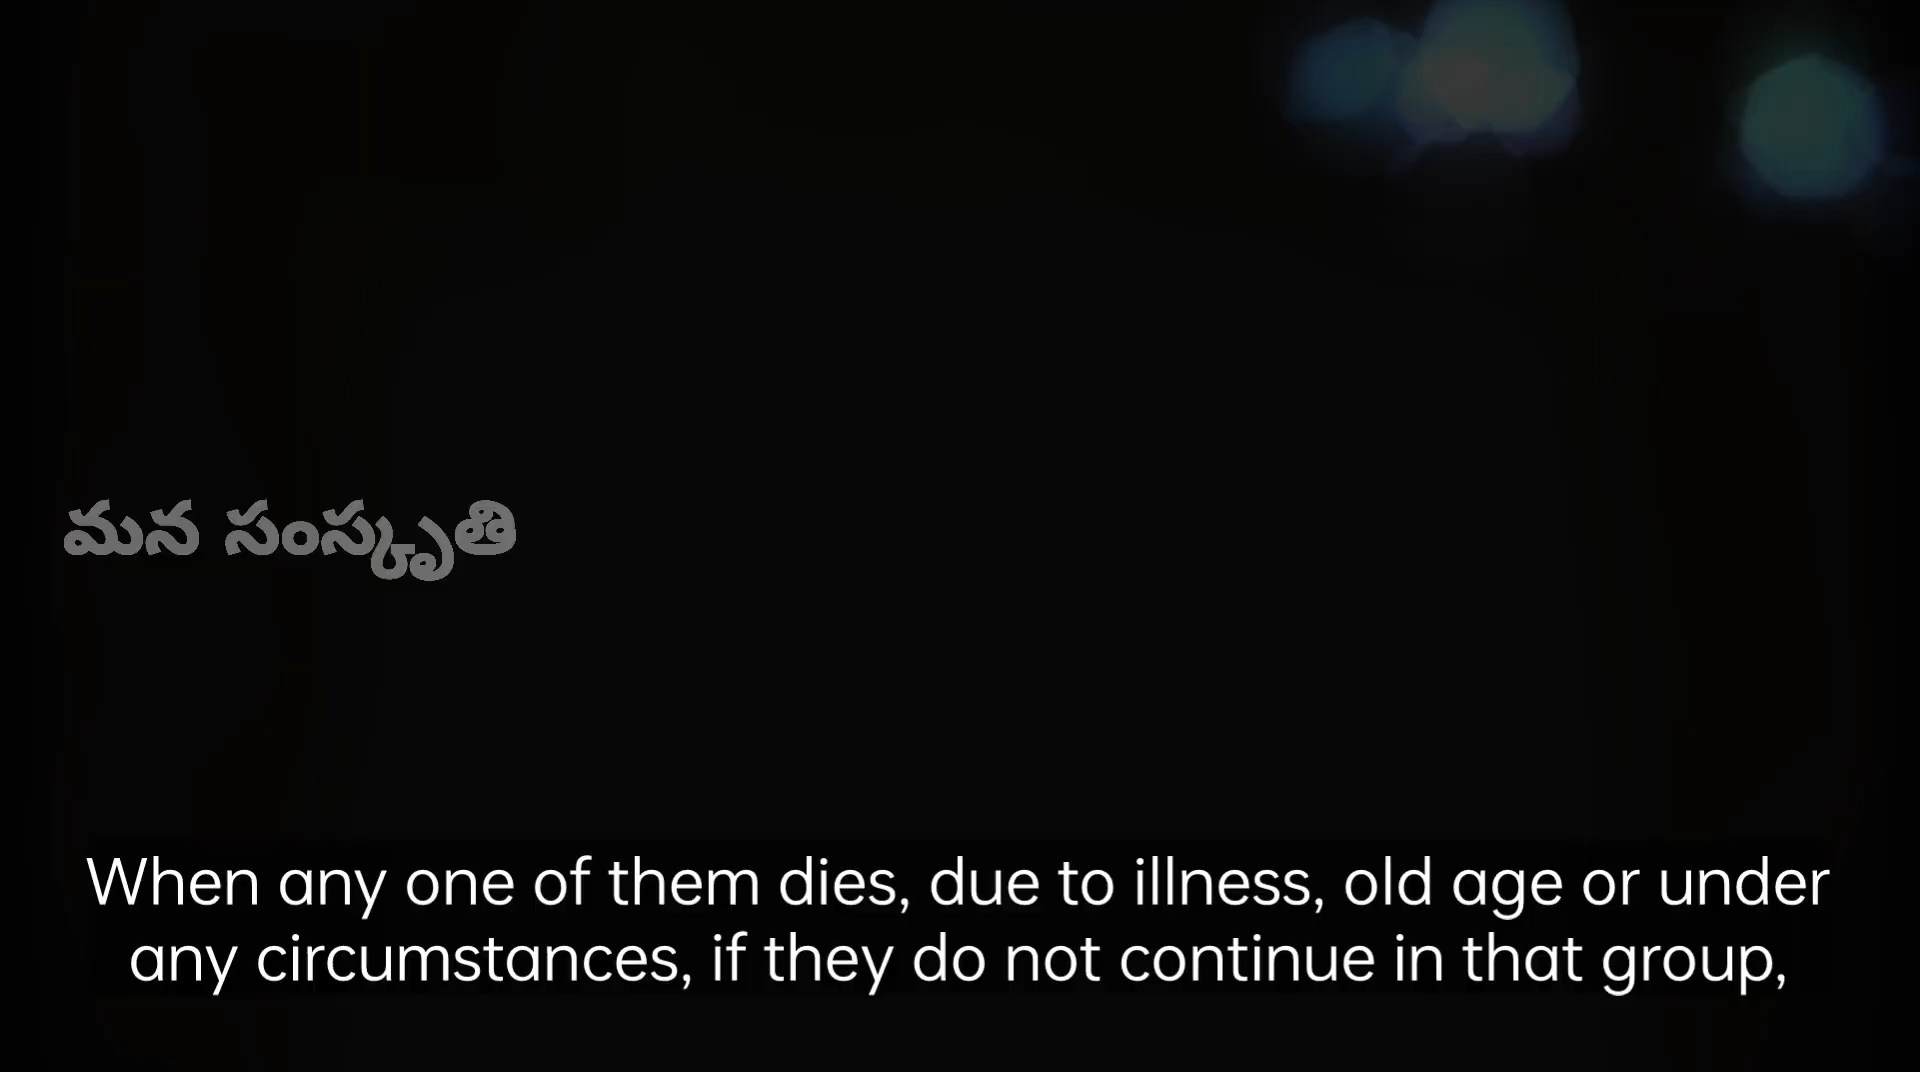 మన సంస్కృతి
When any one of them dies, due to illness, old age or under
any circumstances, if they do not continue in that group,